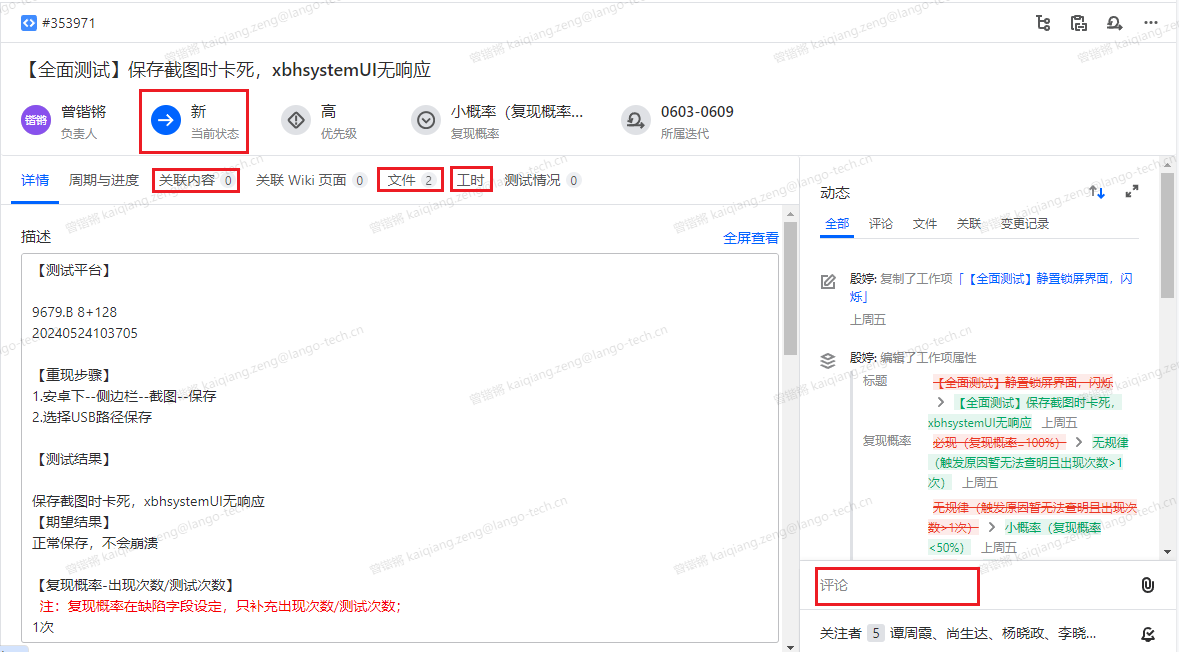 #353971
【全面测试】保存截图时卡死，xbhsystemUI无响应
锴锵 曾锴锵 负责人
新 当前状态
高 优先级
小概率（复现概率... 复现概率
0603-0609 所属迭代
详情 周期与进度 关联内容 0 关联 Wiki 页面 0 文件 2 工时 测试情况 0
描述 全屏查看
【测试平台】
9679.B 8+128
20240524103705
【重现步骤】
1.安卓下--侧边栏--截图--保存
2.选择USB路径保存
【测试结果】
保存截图时卡死，xbhsystemUI无响应
【期望结果】
正常保存，不会崩溃
【复现概率-出现次数/测试次数】
注：复现概率在缺陷字段设定，只补充出现次数/测试次数；
1次
动态
全部 评论 文件 关联 变更记录
殷婷: 复制了工作项「【全面测试】静置锁屏界面，闪
烁」
上周五
殷婷: 编辑了工作项属性
标题 【全面测试】静置锁屏界面，闪烁
> 【全面测试】保存截图时卡死，
xbhsystemUI无响应 上周五
复现概率 必现（复现概率=100%） > 无规律
（触发原因暂无法查明且出现次数>1
次） 上周五
无规律（触发原因暂无法查明且出现次
数>1次） > 小概率（复现概率
<50%） 上周五
评论
关注者 5 谭周霞、尚生达、杨晓政、李晓...
曾锴锵 kaiqiang.zeng@lango-tech.cn